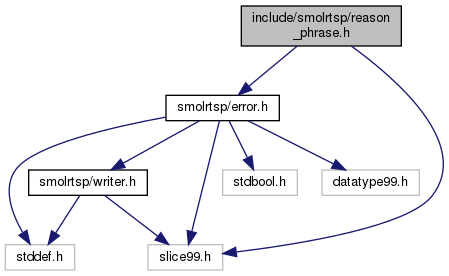 include/smolrtsp/reason
_phrase.h
smolrtsp/error.h
smolrtsp/writer.h
stdbool.h
datatype99.h
stddef.h
slice99.h